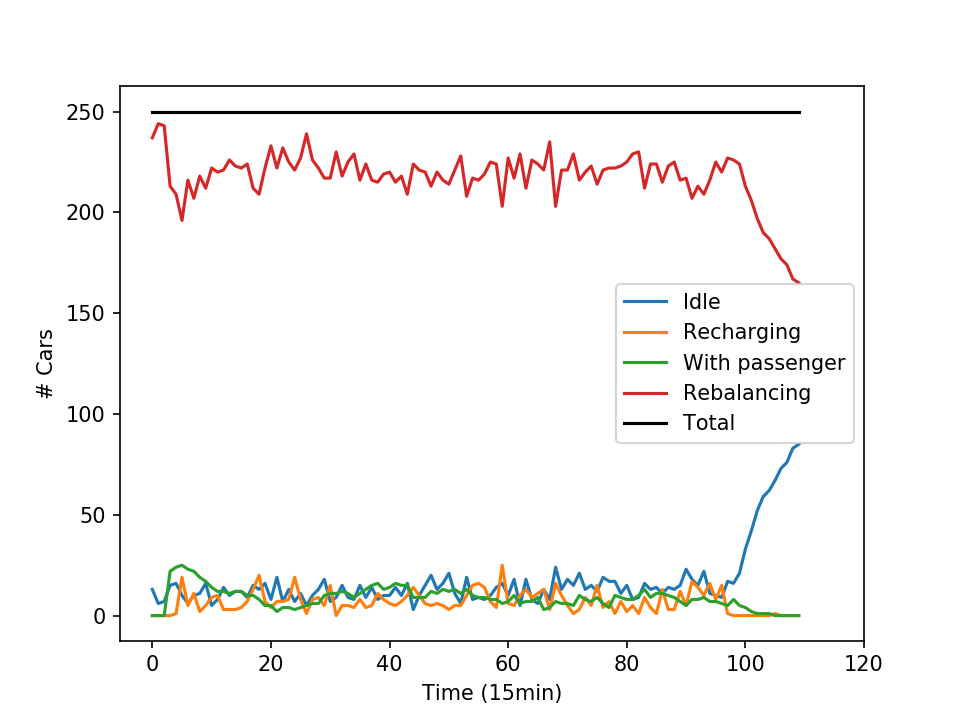 250
200
150
100
50
0
# Cars
Idle
Recharging
With passenger
Rebalancing
Total
0 20 40 60 80 100 120
Time (15min)